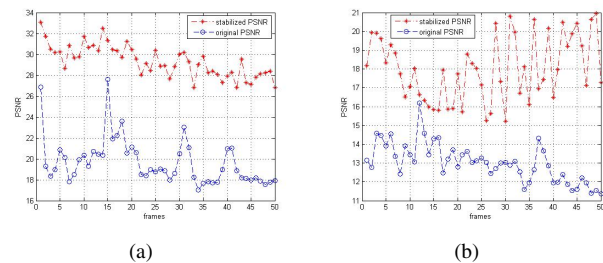 34
32
30
28
26
24
22
20
18
16
PSNR
0 5 10 15 20 25 30 35 40 45 50
frames
stabilized PSNR
original PSNR
(a)
21
20
19
18
17
16
15
14
13
12
11
PSNR
0 5 10 15 20 25 30 35 40 45 50
frames
stabilized PSNR
original PSNR
(b)